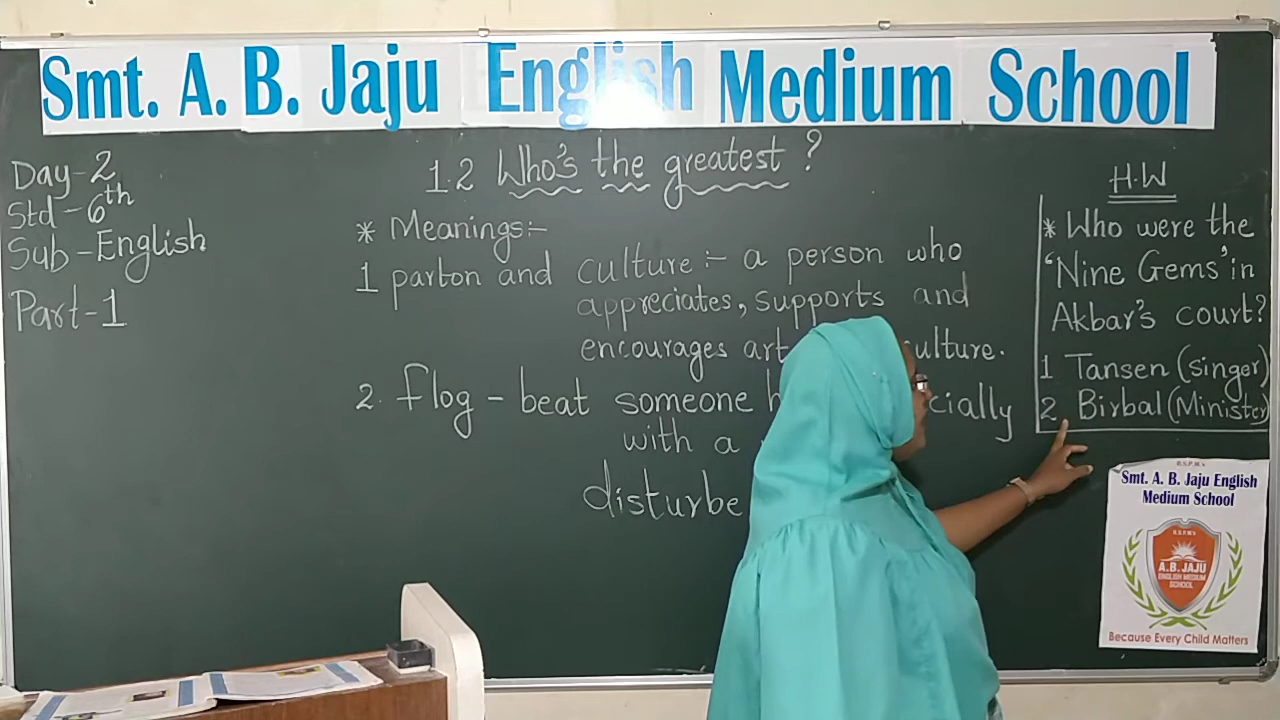 Smt. A. B. Jaju English Medium School
Day-2
Std-6th
Sub-English
Part-1
1.2 Who's the greatest?
* Meanings:-
1 parton and culture:- a person who
appreciates, supports and
encourages art culture.
2. flog - beat someone
with a
disturbe
H.W
* Who were the
'Nine Gems' in
Akbar's court?
1 Tansen (singer)
2 Birbal (Minister)
Smt. A. B. Jaju English
Medium School
A.B. JAJU
ENGLISH MEDIUM
SCHOOL
Because Every Child Matters